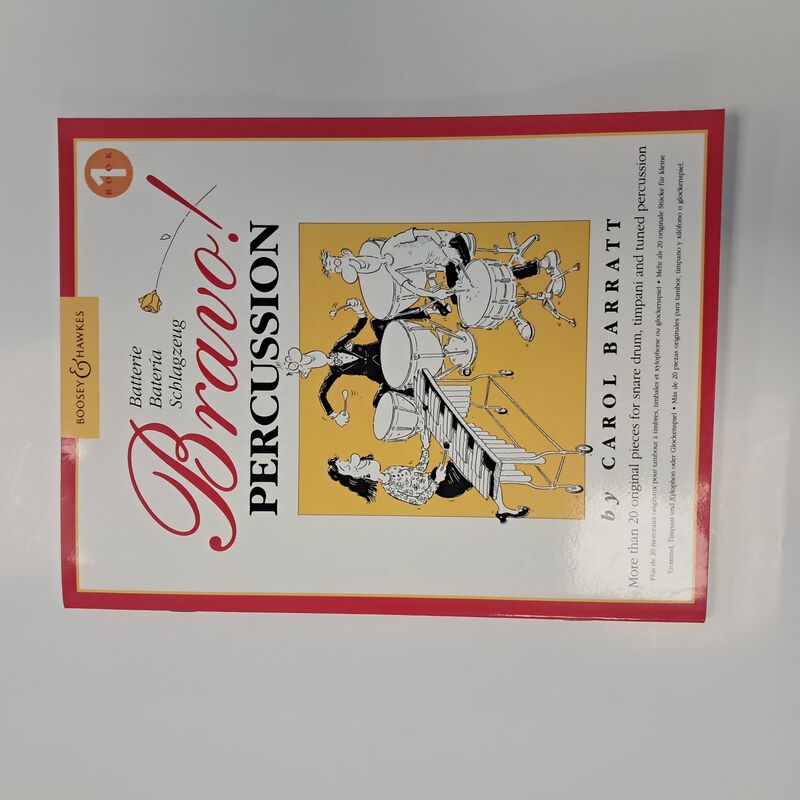 BOOSEY & HAWKES
BOOK
1
Batterie
Batería
Schlagzeug
Bravo!
PERCUSSION
by CAROL BARRATT
More than 20 original pieces for snare drum, timpani and tuned percussion
Plus de 20 morceaux originaux pour tambour à timbres, timbales et xylophone ou glockenspiel • Mehr als 20 originale Stücke für kleine
Trommel, Timpani und Xylophon oder Glockenspiel • Más de 20 piezas originales para tambor, timpano y xilófono o glockenspiel.